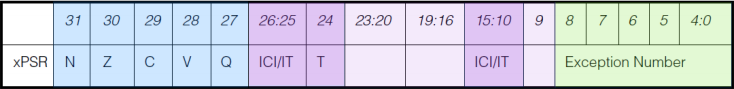 31 30 29 28 27 26:25 24 23:20 19:16 15:10 9 8 7 6 5 4:0
xPSR N Z C V Q ICI/IT T ICI/IT Exception Number